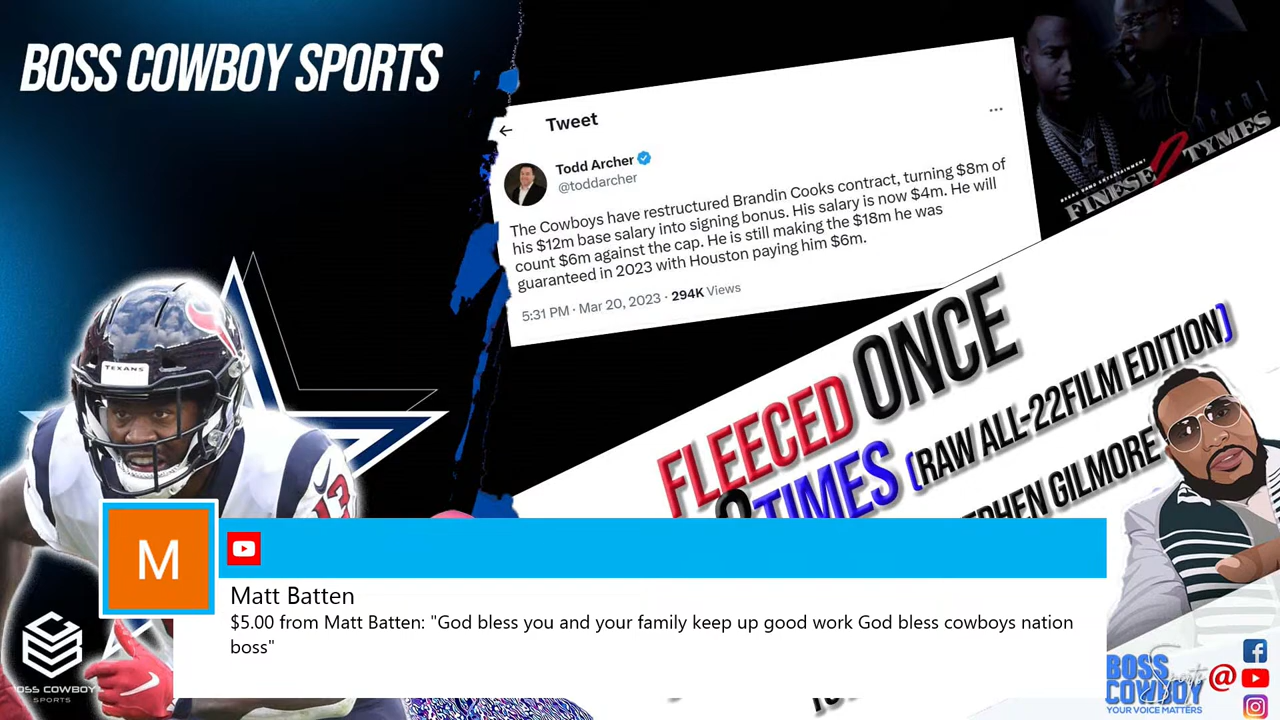 BOSS COWBOY SPORTS
Tweet
Todd Archer
@toddarcher
The Cowboys have restructured Brandin Cooks contract, turning $8m of
his $12m base salary into signing bonus. His salary is now $4m. He will
count $6m against the cap. He is still making the $18m he was
guaranteed in 2023 with Houston paying him $6m.
5:31 PM · Mar 20, 2023 · 294K Views
FINESE 2 TYMES
FLEECED ONCE
TIMES (RAW ALL-22FILM EDITION)
GILMORE
TEXANS
M
Matt Batten
$5.00 from Matt Batten: "God bless you and your family keep up good work God bless cowboys nation
boss"
BOSS COWBOY
SPORTS
BOSS
COWBOY
Sports
@
YOUR VOICE MATTERS